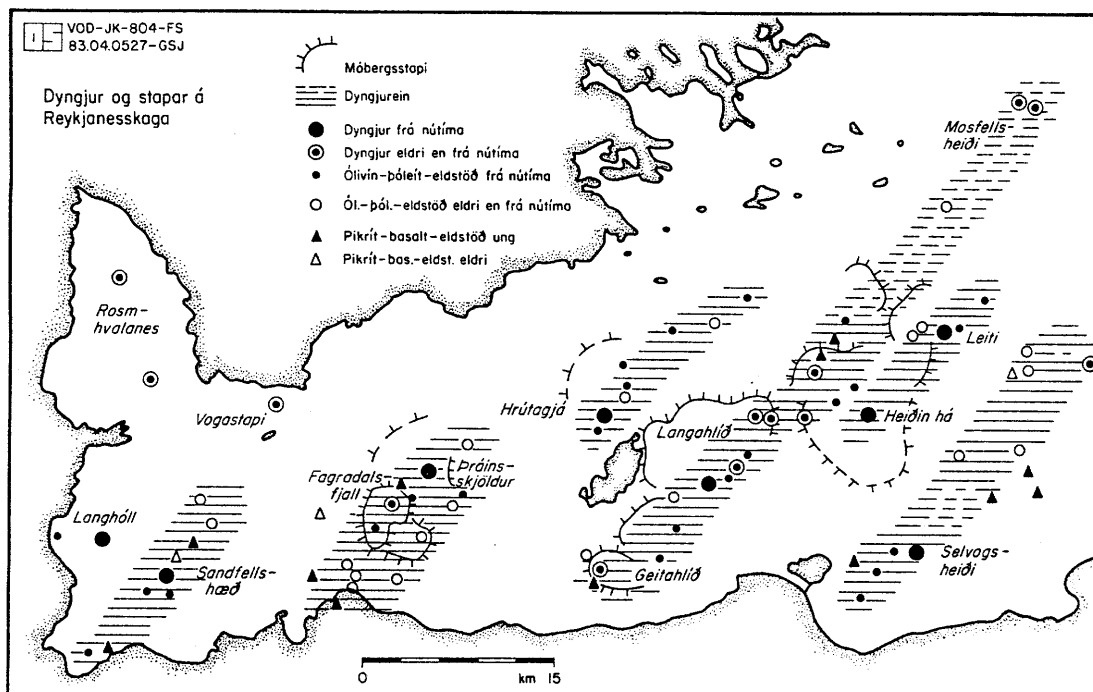 OS
VOD-JK-804-FS
83.04.0527-GSJ
Dyngjur og stapar á
Reykjanesskaga
Móbergsstapi
Dyngjurein
Dyngjur frá nútíma
Dyngjur eldri en frá nútíma
Ólivín-þóleít-eldstöð frá nútíma
Ól.-þól.-eldstöð eldri en frá nútíma
Pikrít-basalt-eldstöð ung
Pikrít-bas.-eldst. eldri
Mosfells-
heiði
Rosm-
hvalanes
Vogastapi
Hrútagjá
Leiti
Langahlíð
Heiðin há
Fagradals-
fjall
Þráins-
skjöldur
Langhóll
Sandfells-
hæð
Geitahlíð
Selvogs-
heiði
0 km 15